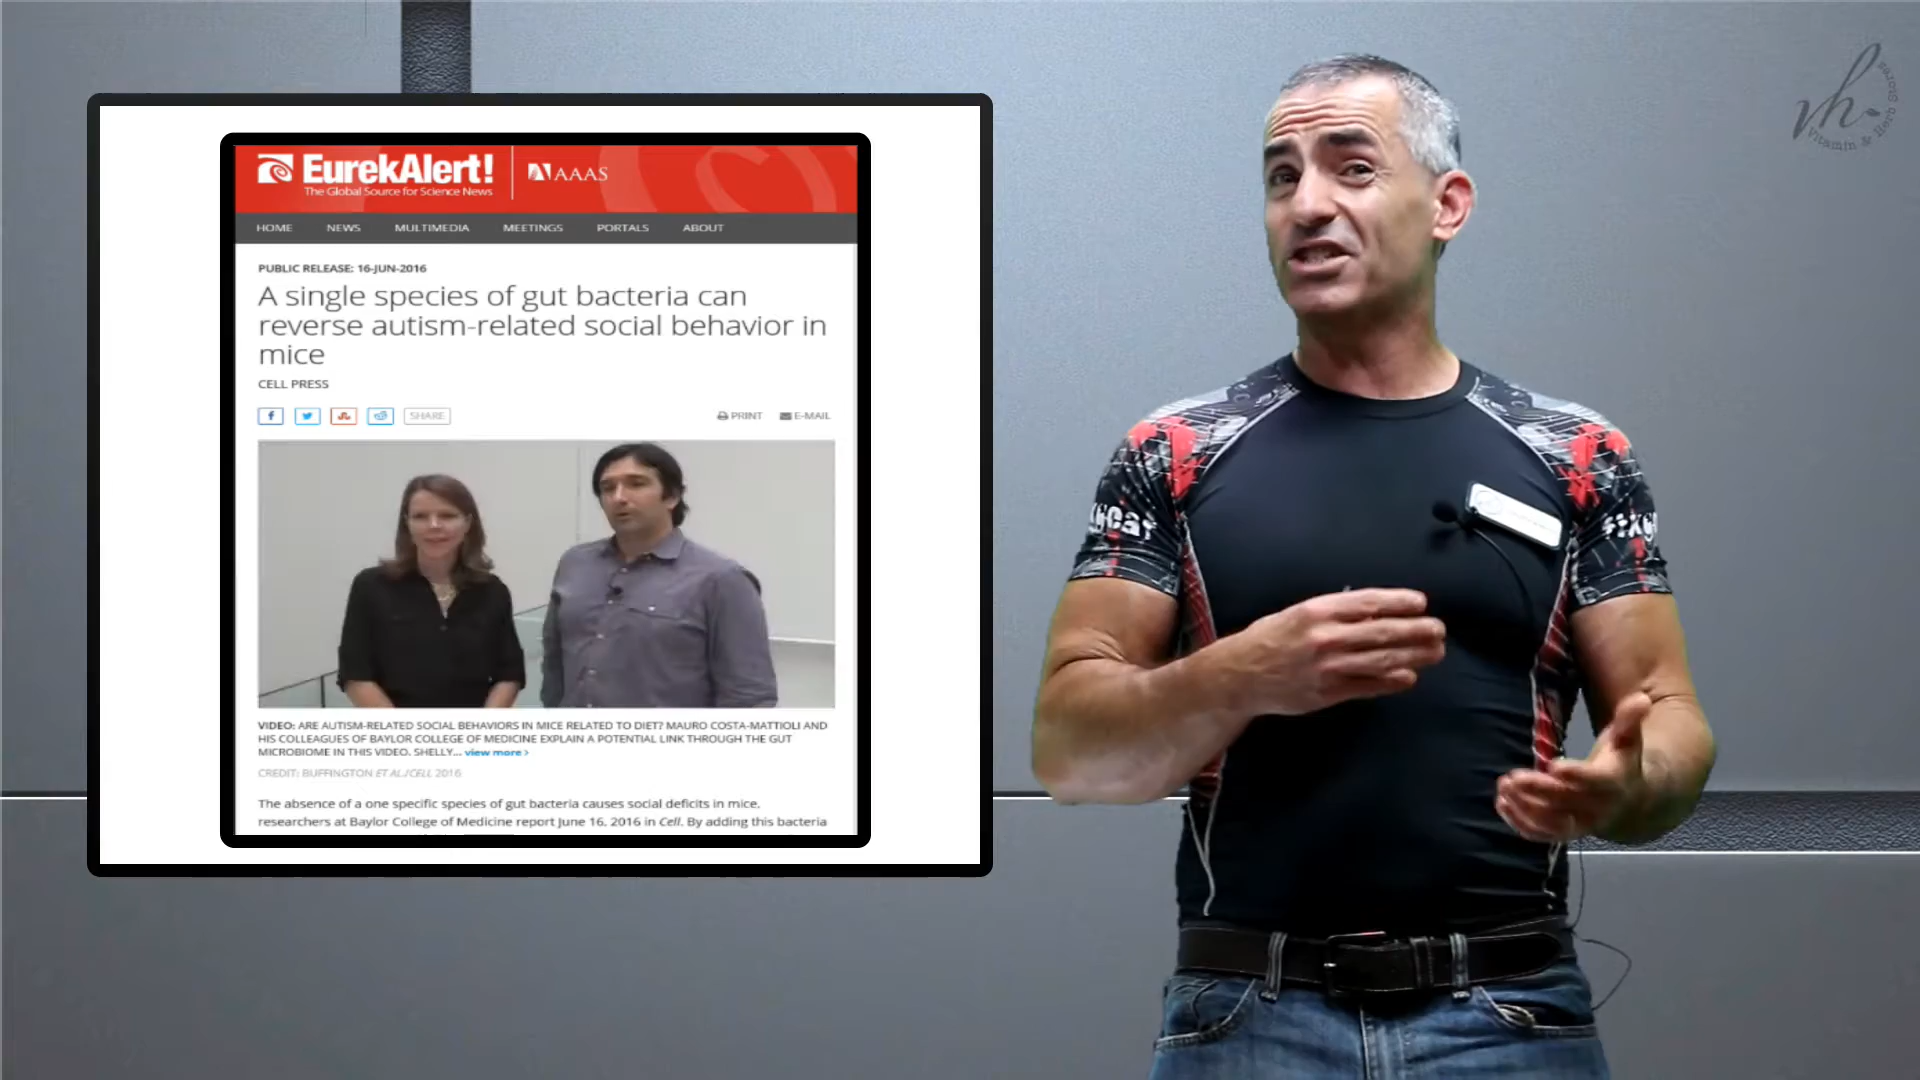 EurekAlert!
The Global Source for Science News
AAAS
HOME NEWS MULTIMEDIA MEETINGS PORTALS ABOUT
PUBLIC RELEASE: 16-JUN-2016
A single species of gut bacteria can
reverse autism-related social behavior in
mice
CELL PRESS
SHARE
PRINT E-MAIL
VIDEO: ARE AUTISM-RELATED SOCIAL BEHAVIORS IN MICE RELATED TO DIET? MAURO COSTA-MATTIOLI AND
HIS COLLEAGUES OF BAYLOR COLLEGE OF MEDICINE EXPLAIN A POTENTIAL LINK THROUGH THE GUT
MICROBIOME IN THIS VIDEO. SHELLY... view more >
CREDIT: BUFFINGTON ET AL./CELL 2016
The absence of a one specific species of gut bacteria causes social deficits in mice,
researchers at Baylor College of Medicine report June 16, 2016 in Cell. By adding this bacteria
vh
Vitamin & Herb Stores